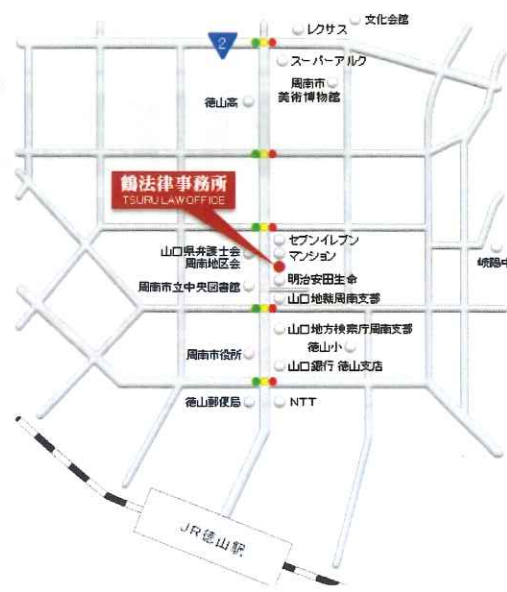 文化会館
レクサス
2
スーパーアルク
周南市
美術博物館
徳山高
鶴法律事務所
TSURU LAW OFFICE
セブンイレブン
マンション
山口県弁護士会
周南地区会
岐陽中
明治安田生命
周南市立中央図書館
山口地裁周南支部
山口地方検察庁周南支部
徳山小
周南市役所
山口銀行 徳山支店
徳山郵便局
NTT
JR徳山駅